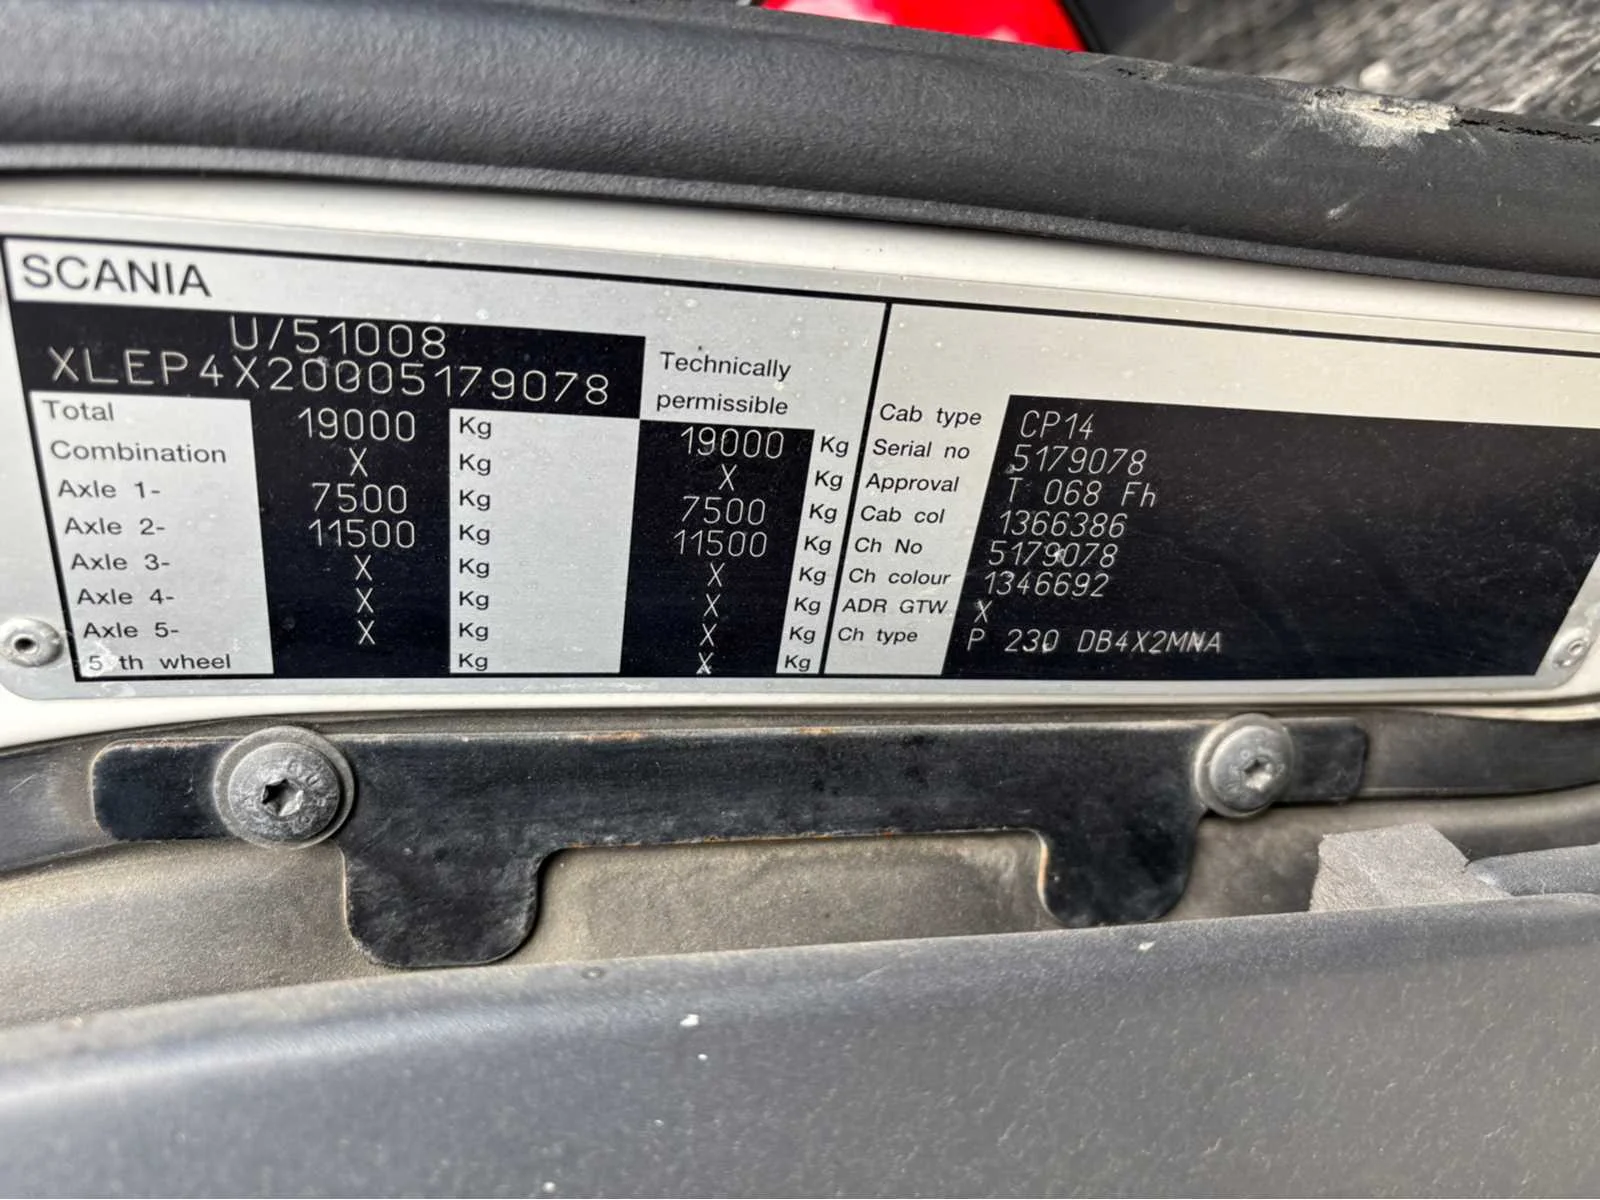 SCANIA
U/51008
XLEP4X20005179078
Technically
permissible
Total 19000 Kg 19000 Kg
Combination X Kg X Kg
Axle 1- 7500 Kg 7500 Kg
Axle 2- 11500 Kg 11500 Kg
Axle 3- X Kg X Kg
Axle 4- X Kg X Kg
Axle 5- X Kg X Kg
5 th wheel Kg X Kg
Cab type CP14
Serial no 5179078
Approval T 068 Fh
Cab col 1366386
Ch No 5179078
Ch colour 1346692
ADR GTW X
Ch type P 230 DB4X2MNA